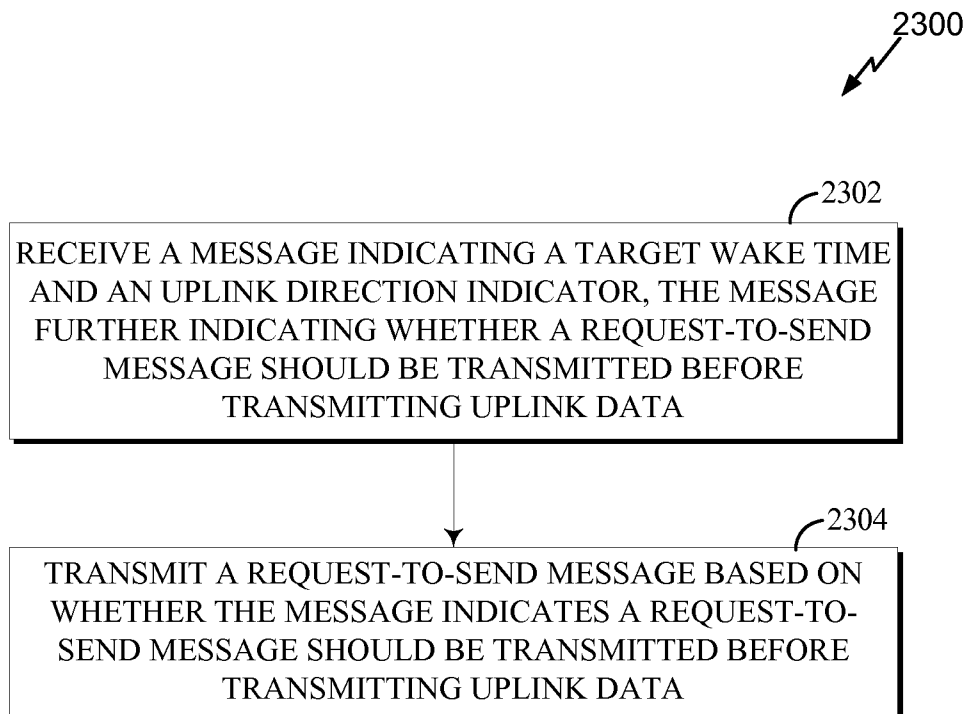 2300
2302
RECEIVE A MESSAGE INDICATING A TARGET WAKE TIME
AND AN UPLINK DIRECTION INDICATOR, THE MESSAGE
FURTHER INDICATING WHETHER A REQUEST-TO-SEND
MESSAGE SHOULD BE TRANSMITTED BEFORE
TRANSMITTING UPLINK DATA
2304
TRANSMIT A REQUEST-TO-SEND MESSAGE BASED ON
WHETHER THE MESSAGE INDICATES A REQUEST-TO-
SEND MESSAGE SHOULD BE TRANSMITTED BEFORE
TRANSMITTING UPLINK DATA